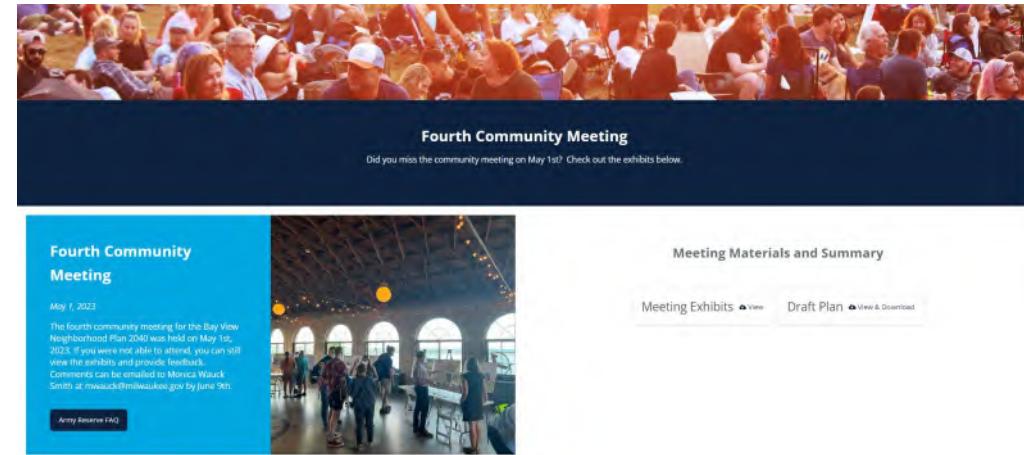 Fourth Community Meeting
Did you miss the community meeting on May 1st? Check out the exhibits below.
Fourth Community
Meeting
May 1, 2023
The fourth community meeting for the Bay View
Neighborhood Plan 2040 was held on May 1st,
2023. If you were not able to attend, you can still
view the exhibits and provide feedback.
Comments can be emailed to Monica Wauck
Smith at mwauck@milwaukee.gov by June 9th.
Army Reserve FAQ
Meeting Materials and Summary
Meeting Exhibits View
Draft Plan View & Download